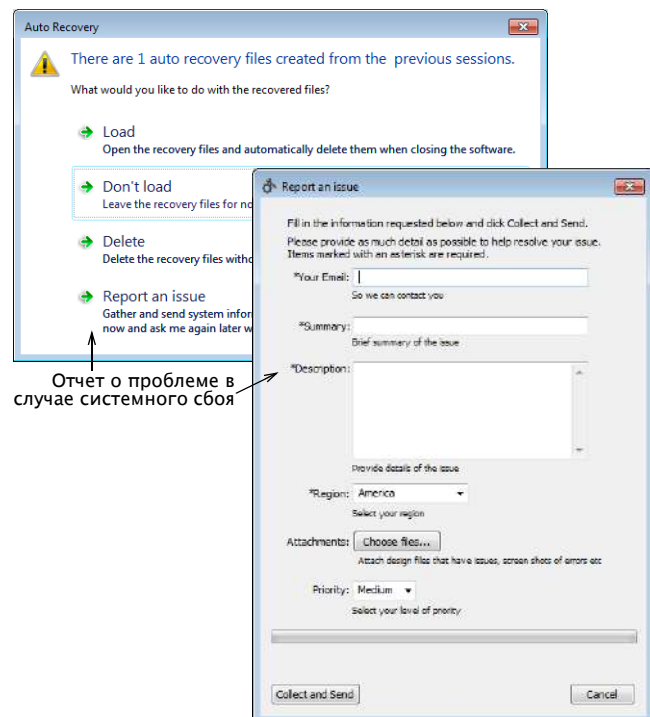 Auto Recovery
There are 1 auto recovery files created from the previous sessions.
What would you like to do with the recovered files?
Load
Open the recovery files and automatically delete them when closing the software.
Don't load
Leave the recovery files for
Delete
Delete the recovery files
Report an issue
Gather and send system
now and ask me again later
Отчет о проблеме в
случае системного сбоя
Report an issue
Fill in the information requested below and click Collect and Send.
Please provide as much detail as possible to help resolve your issue.
Items marked with an asterisk are required.
*Your Email:
So we can contact you
*Summary:
Brief summary of the issue
*Description:
Provide details of the issue
*Region: America
Select your region
Attachments: Choose files...
Attach design files that have issues, screen shots of errors etc
Priority: Medium
Select your level of priority
Collect and Send
Cancel